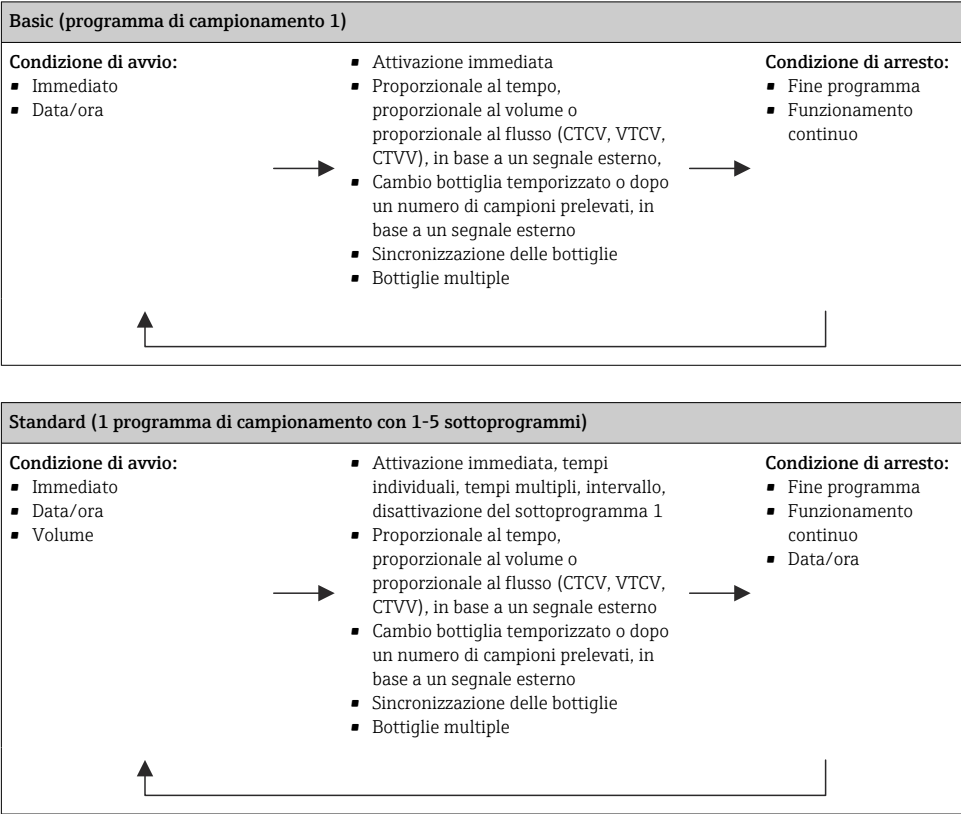 Basic (programma di campionamento 1)
Condizione di avvio:
▪ Immediato
▪ Data/ora
▪ Attivazione immediata
▪ Proporzionale al tempo,
proporzionale al volume o
proporzionale al flusso (CTCV, VTCV,
CTVV), in base a un segnale esterno,
▪ Cambio bottiglia temporizzato o dopo
un numero di campioni prelevati, in
base a un segnale esterno
▪ Sincronizzazione delle bottiglie
▪ Bottiglie multiple
Condizione di arresto:
▪ Fine programma
▪ Funzionamento
continuo
Standard (1 programma di campionamento con 1-5 sottoprogrammi)
Condizione di avvio:
▪ Immediato
▪ Data/ora
▪ Volume
▪ Attivazione immediata, tempi
individuali, tempi multipli, intervallo,
disattivazione del sottoprogramma 1
▪ Proporzionale al tempo,
proporzionale al volume o
proporzionale al flusso (CTCV, VTCV,
CTVV), in base a un segnale esterno
▪ Cambio bottiglia temporizzato o dopo
un numero di campioni prelevati, in
base a un segnale esterno
▪ Sincronizzazione delle bottiglie
▪ Bottiglie multiple
Condizione di arresto:
▪ Fine programma
▪ Funzionamento
continuo
▪ Data/ora